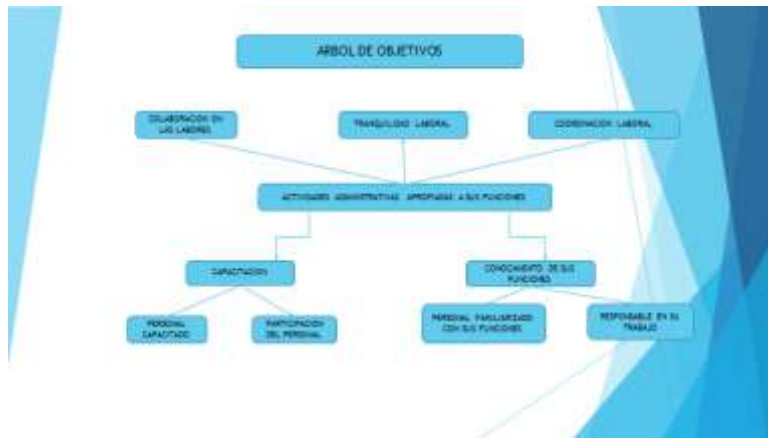 ARBOL DE OBJETIVOS
COLABORACION EN
LAS LABORES
TRANQUILIDAD LABORAL
COORDINACION LABORAL
ACTIVIDADES ADMINISTRATIVAS APROPIADAS A SUS FUNCIONES
CAPACITACION
CONOCIMIENTO DE SUS
FUNCIONES
PERSONAL
CAPACITADO
PARTICIPACION
DEL PERSONAL
PERSONAL FAMILIARIZADO
CON SUS FUNCIONES
RESPONSABLE EN SU
TRABAJO